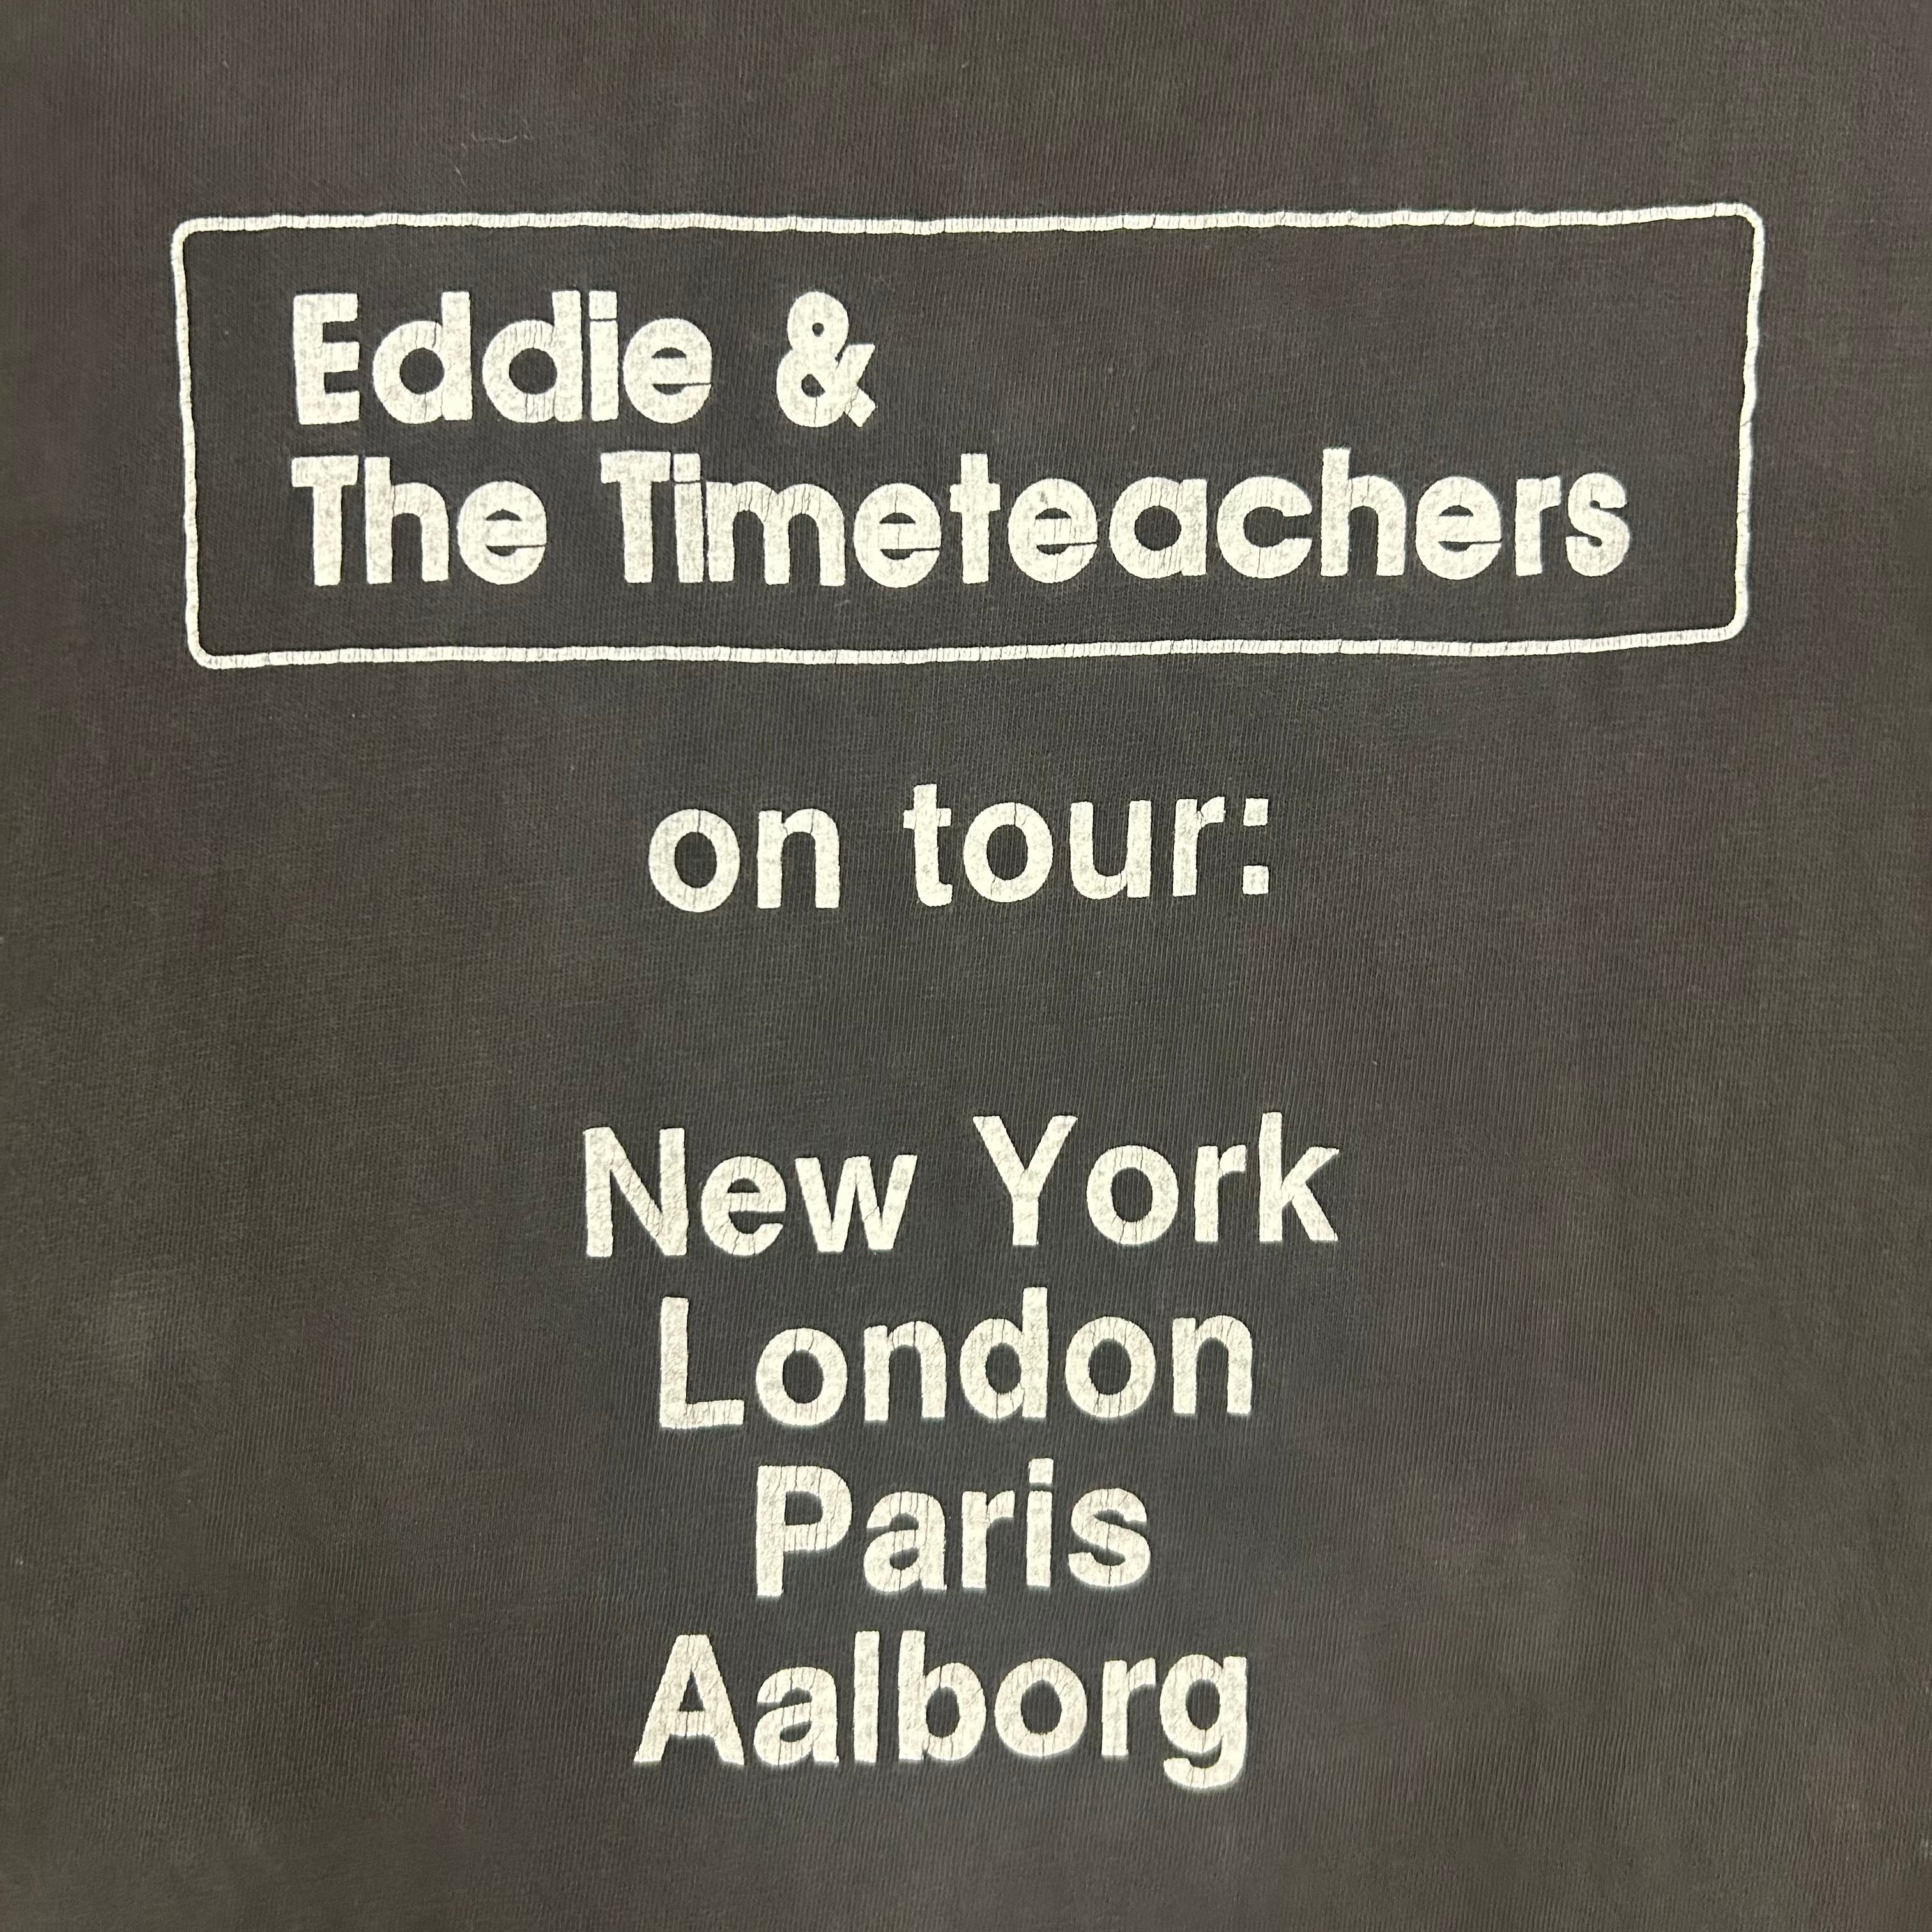 Eddie &
The Timeteachers
on tour:
New York
London
Paris
Aalborg